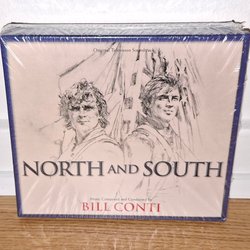 Original Television Soundtrack
NORTH AND SOUTH
Music Composed and Conducted by
BILL CONTI